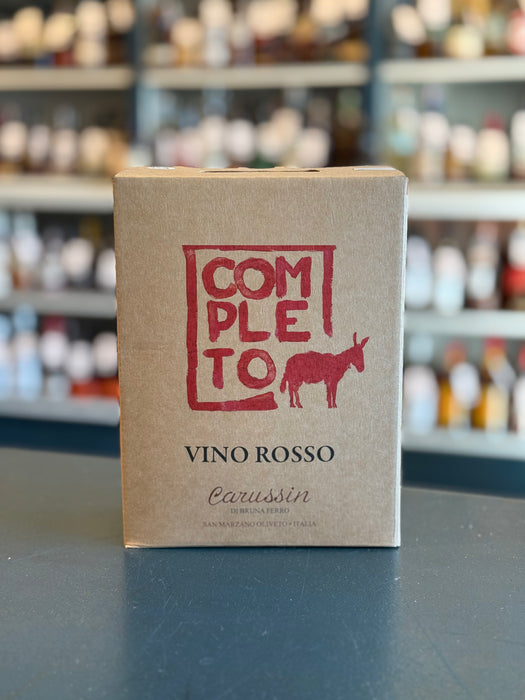 COM
PLE
TO
VINO ROSSO
Carussin
DI BRUNA FERRO
SAN MARZANO OLIVETO • ITALIA